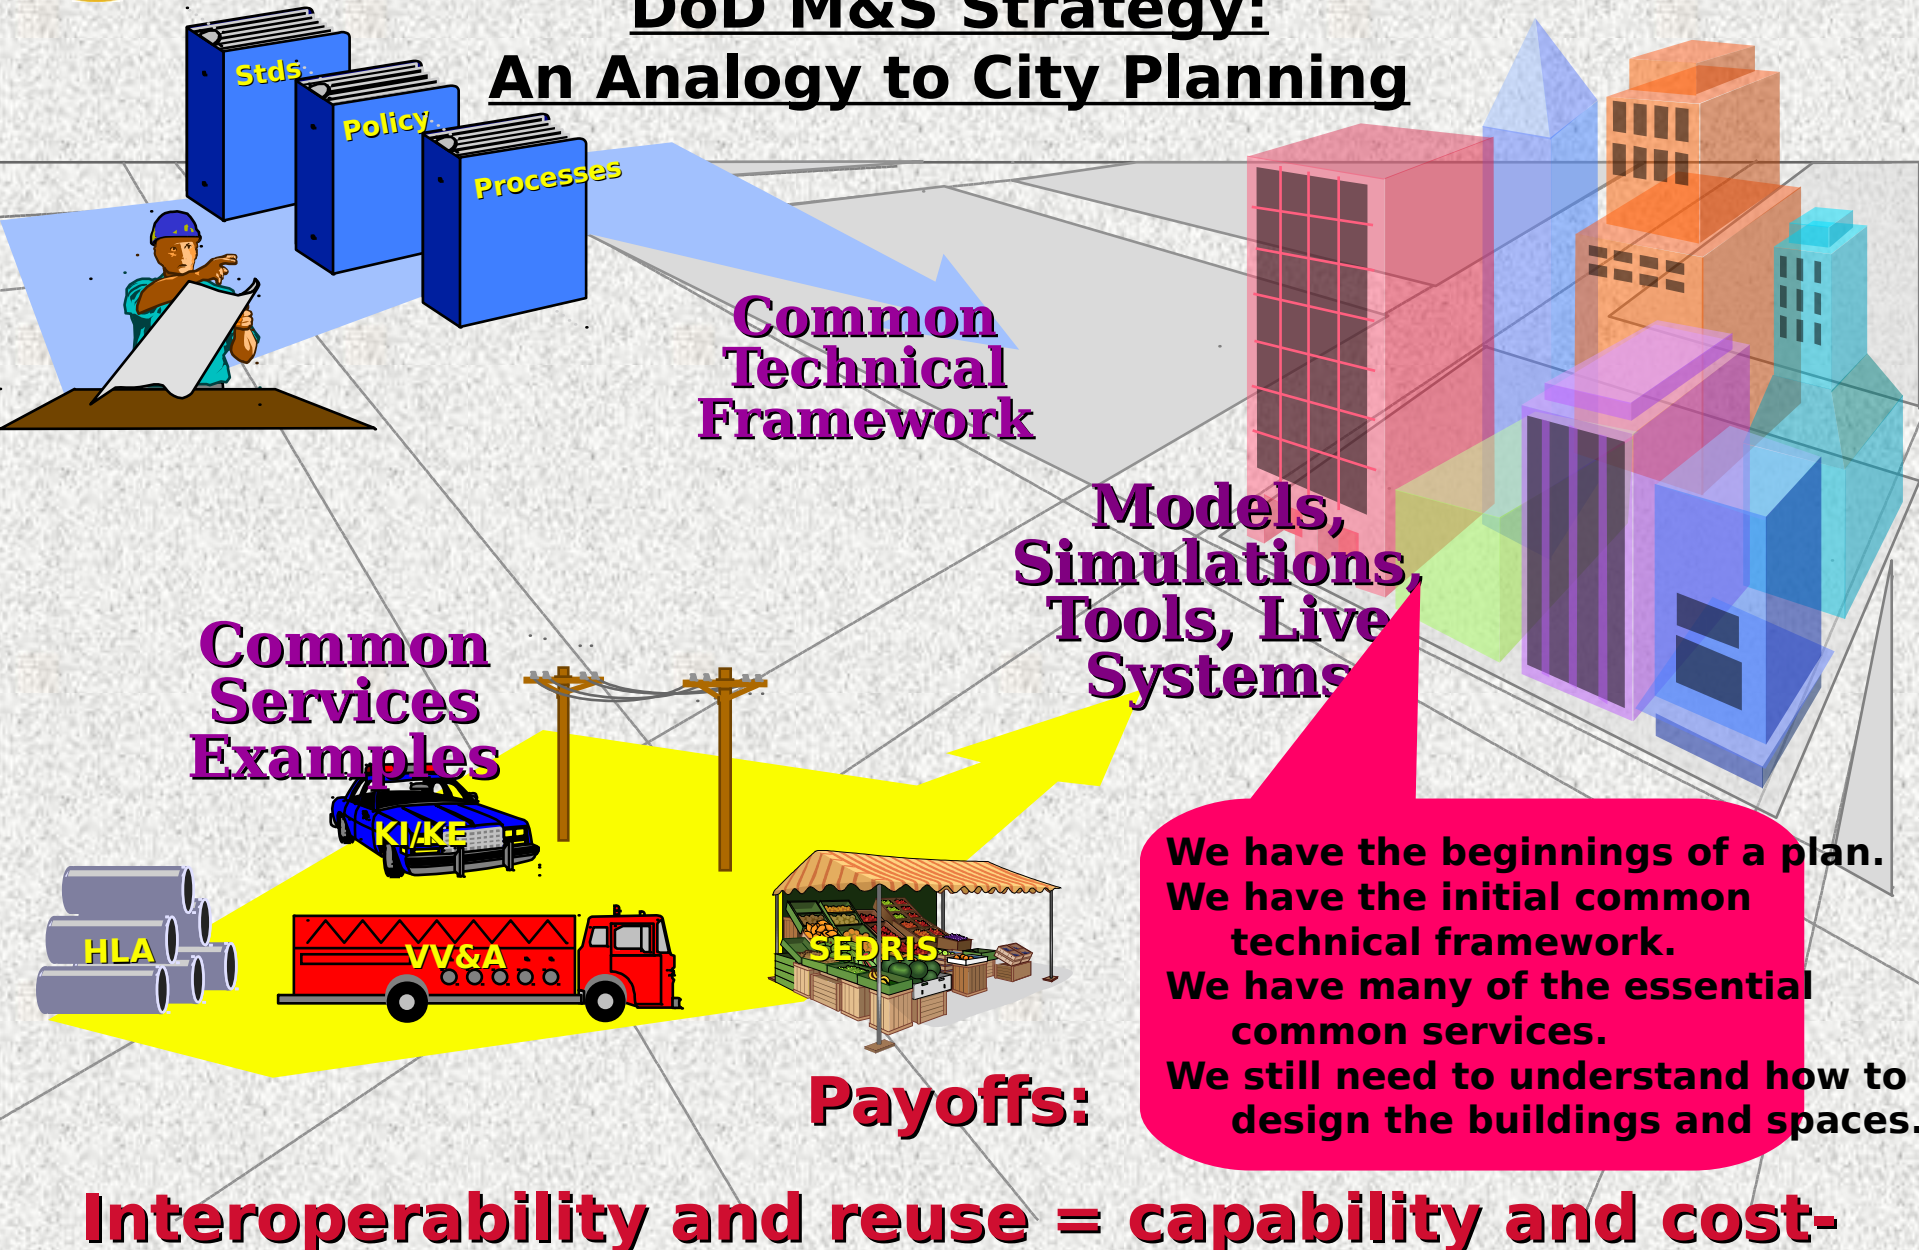 DoD M&S Strategy:
An Analogy to City Planning
Stds
Policy
Processes
Common
Technical
Framework
Models,
Simulations,
Tools, Live
Systems
Common
Services
Examples
KI/KE
HLA
VV&A
SEDRIS
We have the beginnings of a plan.
We have the initial common
technical framework.
We have many of the essential
common services.
We still need to understand how to
design the buildings and spaces.
Payoffs:
Interoperability and reuse = capability and cost-